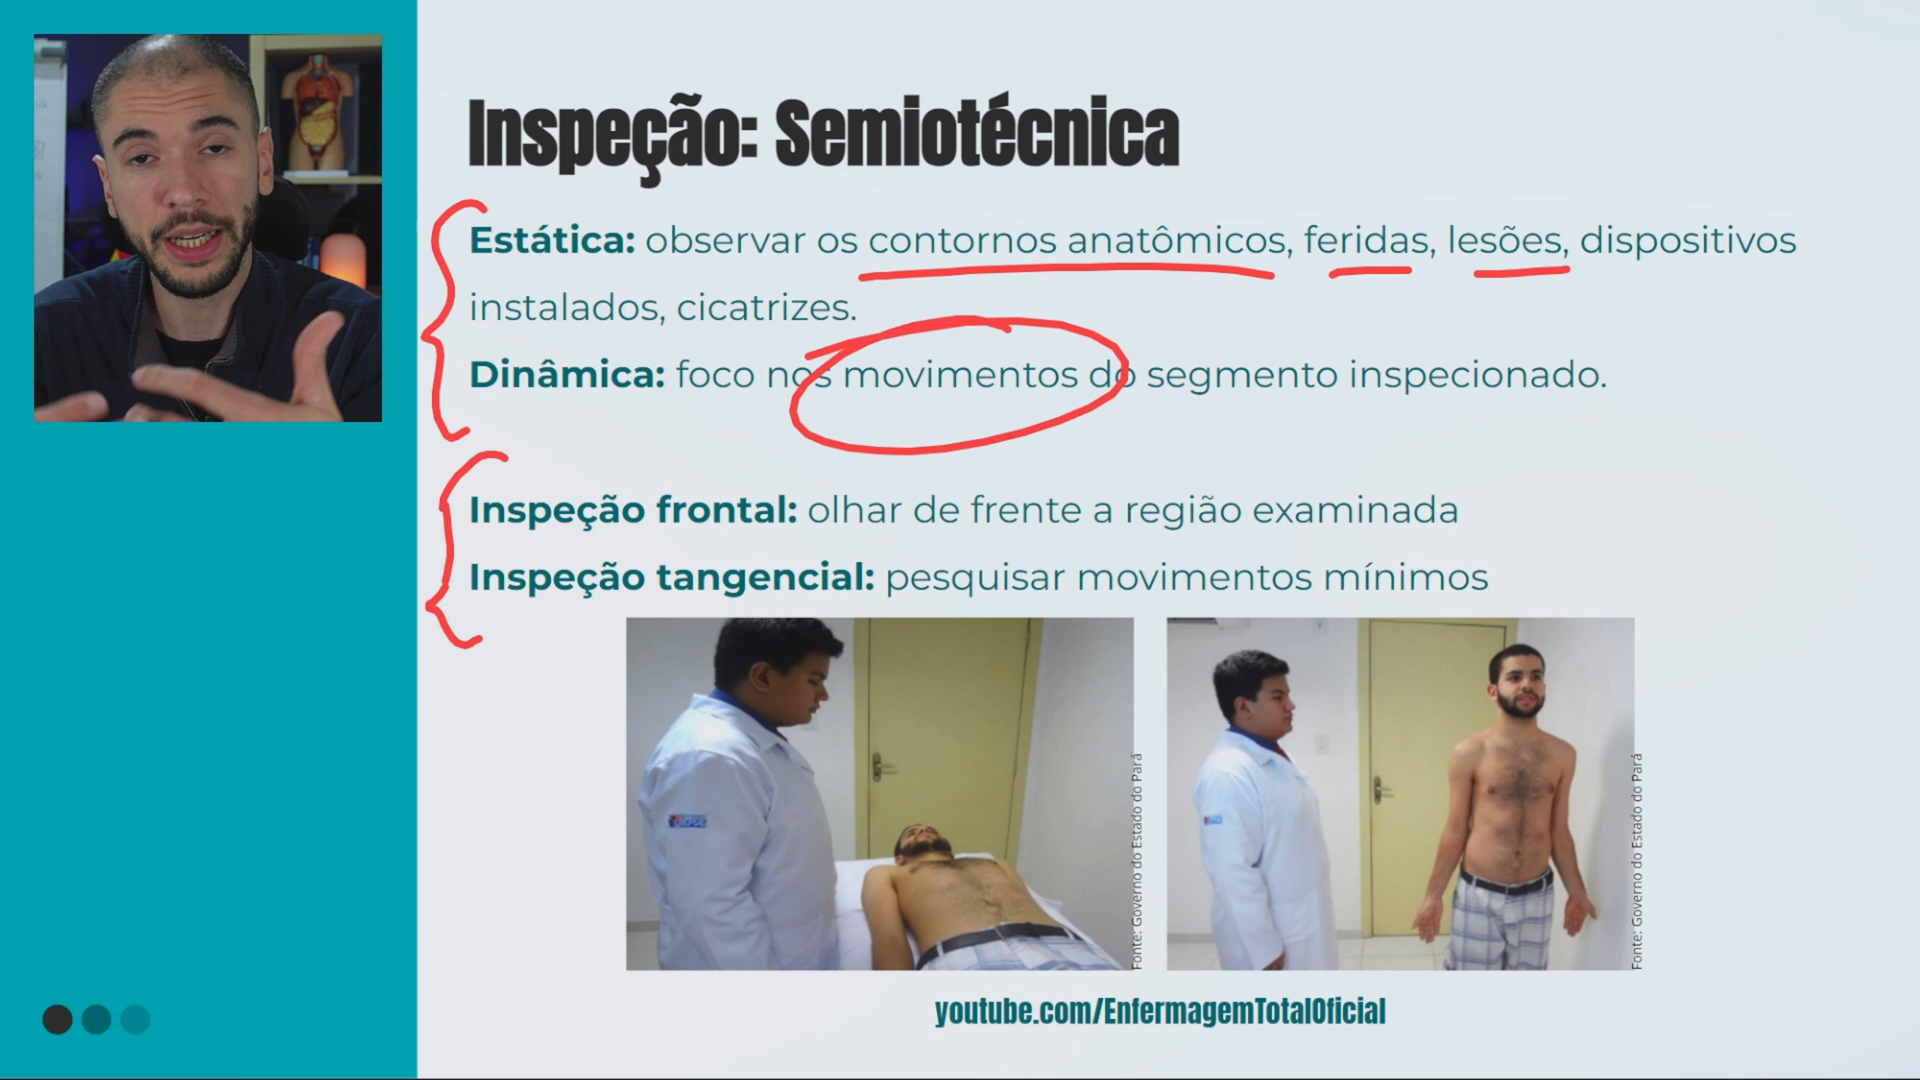 Inspeção: Semiotécnica
Estática: observar os contornos anatômicos, feridas, lesões, dispositivos
instalados, cicatrizes.
Dinâmica: foco nos movimentos do segmento inspecionado.
Inspeção frontal: olhar de frente a região examinada
Inspeção tangencial: pesquisar movimentos mínimos
Fonte: Governo do Estado do Pará
Fonte: Governo do Estado do Pará
youtube.com/EnfermagemTotalOficial